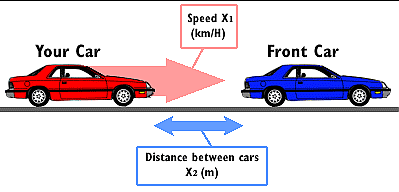 Speed X1
(km/H)
Your Car
Front Car
Distance between cars
X2 (m)